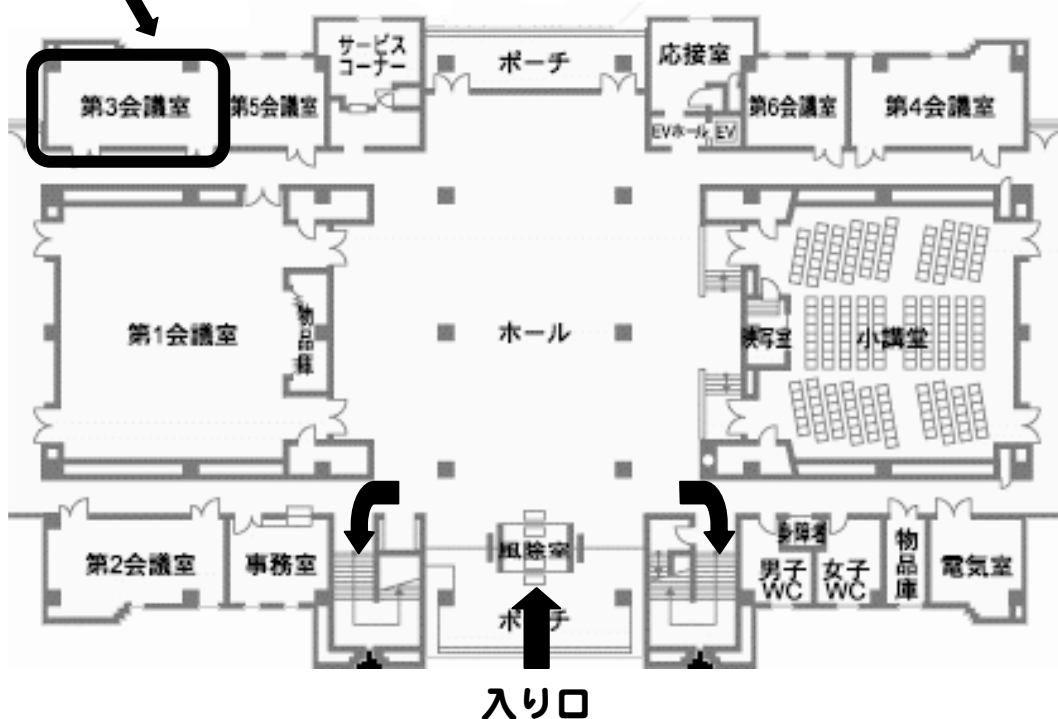 サービス
コーナー
ポーチ
応接室
第3会議室
第5会議室
第6会議室
第4会議室
EVホール
EV
第1会議室
物品庫
ホール
映写室
小講堂
第2会議室
事務室
風除室
身障者
男子
WC
女子
WC
物品庫
電気室
ポーチ
入り口